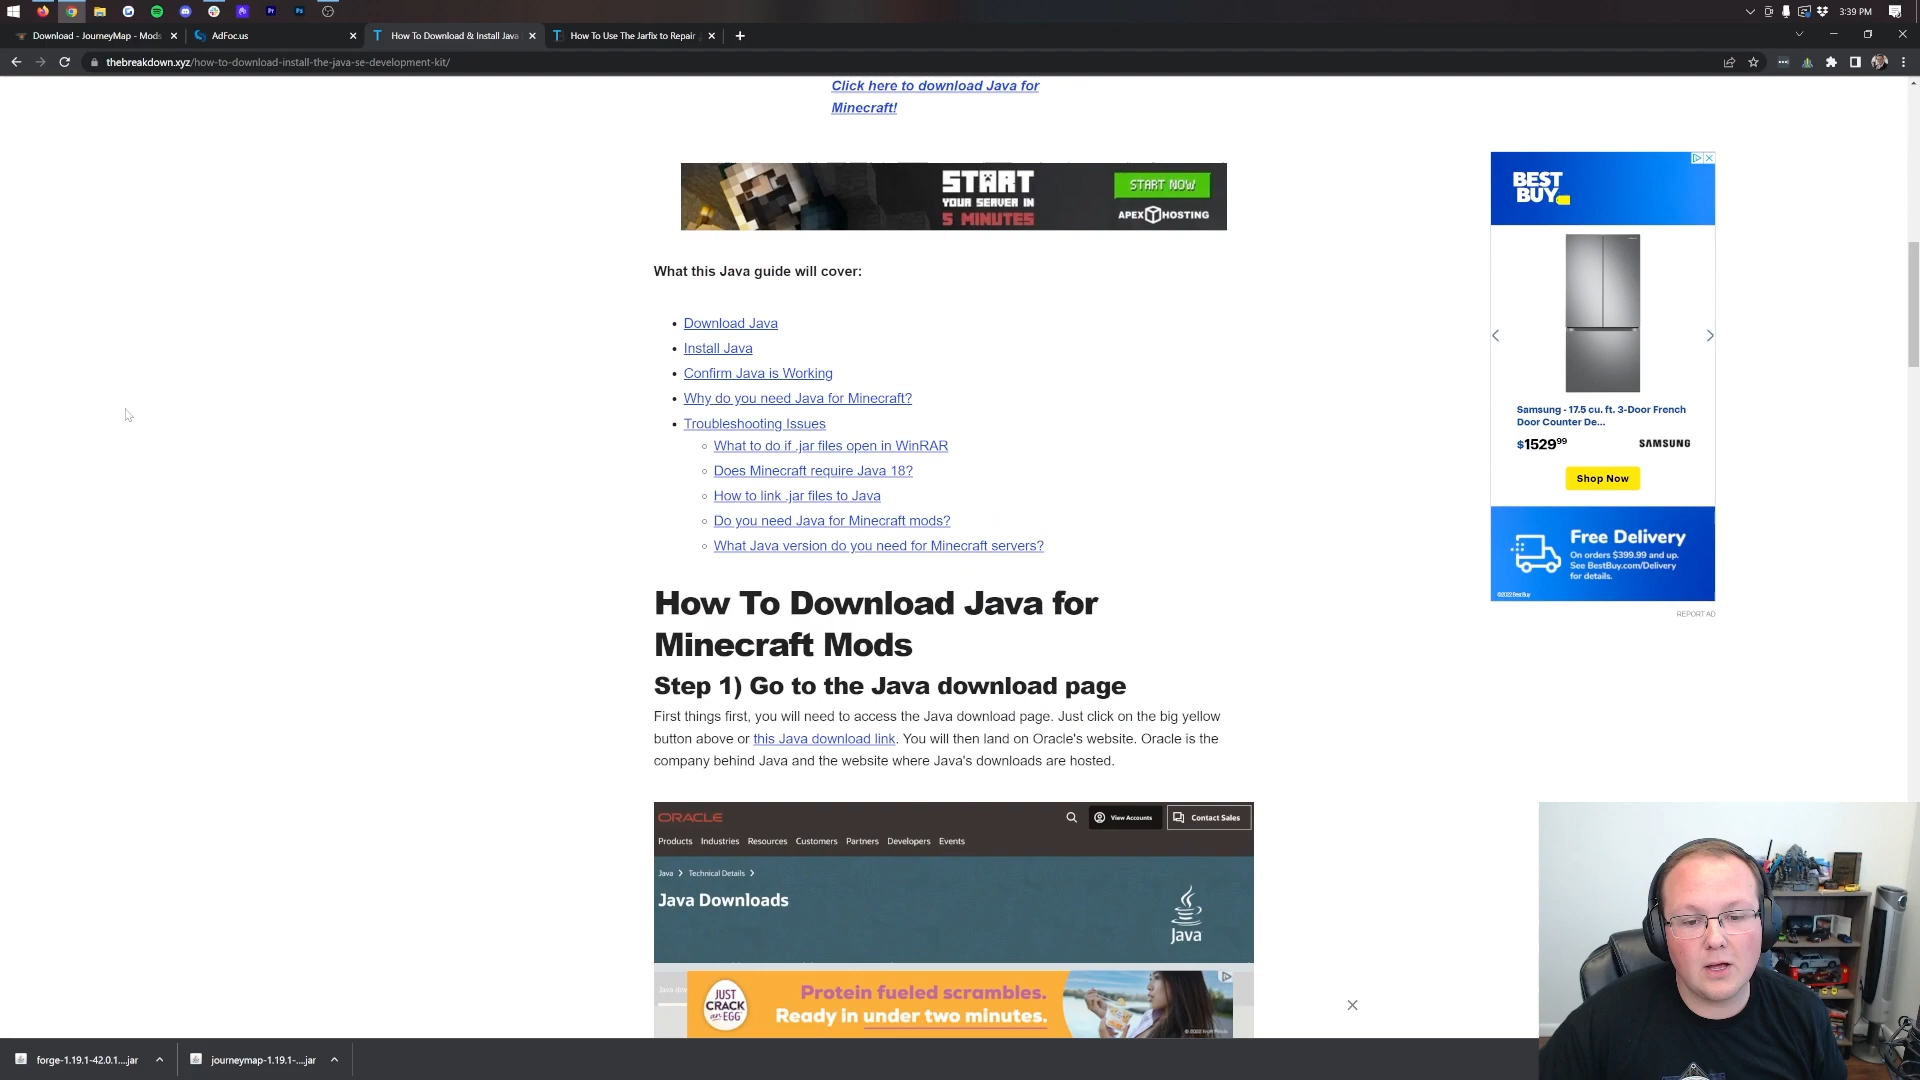 3:39 PM
Download - JourneyMap - Mods
AdFoc.us
How To Download & Install Java
How To Use The Jarfix to Repair
thebreakdown.xyz/how-to-download-install-the-java-se-development-kit/
Click here to download Java for
Minecraft!
START
YOUR SERVER IN
5 MINUTES
START NOW
APEX HOSTING
BEST
BUY
What this Java guide will cover:
Download Java
Install Java
Confirm Java is Working
Why do you need Java for Minecraft?
Troubleshooting Issues
What to do if .jar files open in WinRAR
Does Minecraft require Java 18?
How to link .jar files to Java
Do you need Java for Minecraft mods?
What Java version do you need for Minecraft servers?
Samsung - 17.5 cu. ft. 3-Door French
Door Counter De...
$1529 99
SAMSUNG
Shop Now
Free Delivery
On orders $399.99 and up.
See BestBuy.com/Delivery
for details.
©2022 Best Buy
REPORT AD
How To Download Java for
Minecraft Mods
Step 1) Go to the Java download page
First things first, you will need to access the Java download page. Just click on the big yellow
button above or this Java download link. You will then land on Oracle's website. Oracle is the
company behind Java and the website where Java's downloads are hosted.
ORACLE
View Accounts
Contact Sales
Products Industries Resources Customers Partners Developers Events
Java Technical Details
Java Downloads
Java
JUST
CRACK
an EGG
Protein fueled scrambles.
Ready in under two minutes.
forge-1.19.1-42.0.1....jar
journeymap-1.19.1-....jar